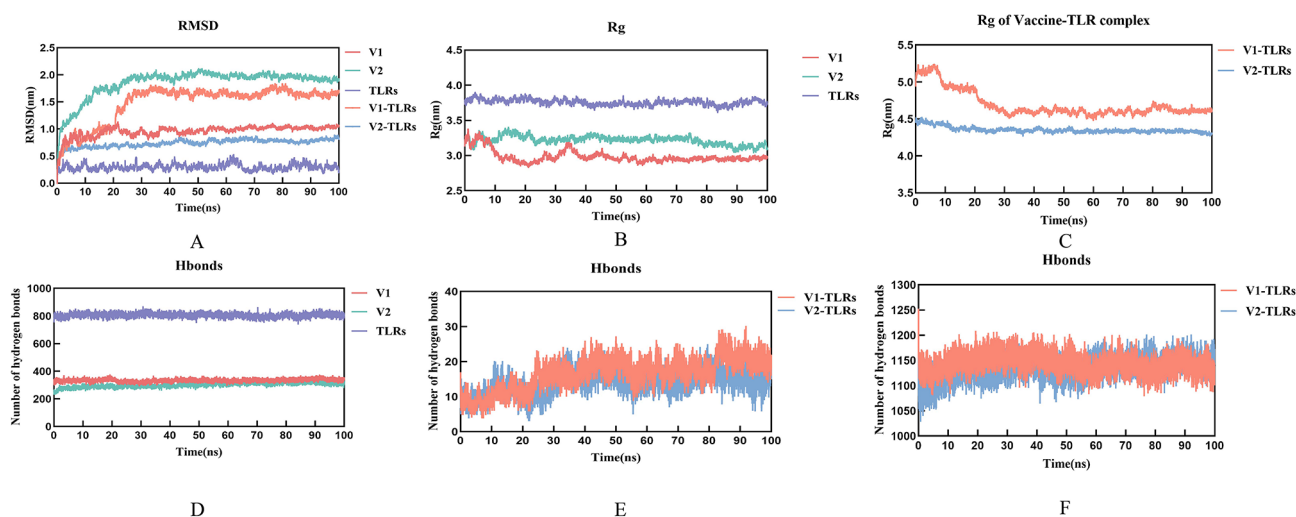 RMSD
RMSD(nm)
2.5
2.0
1.5
1.0
0.5
0.0
0 10 20 30 40 50 60 70 80 90 100
Time(ns)
V1
V2
TLRs
V1-TLRs
V2-TLRs
A
Rg
Rg(nm)
4.5
4.0
3.5
3.0
2.5
0 10 20 30 40 50 60 70 80 90 100
Time(ns)
V1
V2
TLRs
B
Rg of Vaccine-TLR complex
Rg(nm)
5.5
5.0
4.5
4.0
3.5
0 10 20 30 40 50 60 70 80 90 100
Time(ns)
V1-TLRs
V2-TLRs
C
Hbonds
Number of hydrogen bonds
1000
800
600
400
200
0
0 10 20 30 40 50 60 70 80 90 100
Time(ns)
V1
V2
TLRs
D
Hbonds
Number of hydrogen bonds
40
30
20
10
0
0 10 20 30 40 50 60 70 80 90 100
Time(ns)
V1-TLRs
V2-TLRs
E
Hbonds
Number of hydrogen bonds
1300
1250
1200
1150
1100
1050
1000
0 10 20 30 40 50 60 70 80 90 100
Time(ns)
V1-TLRs
V2-TLRs
F